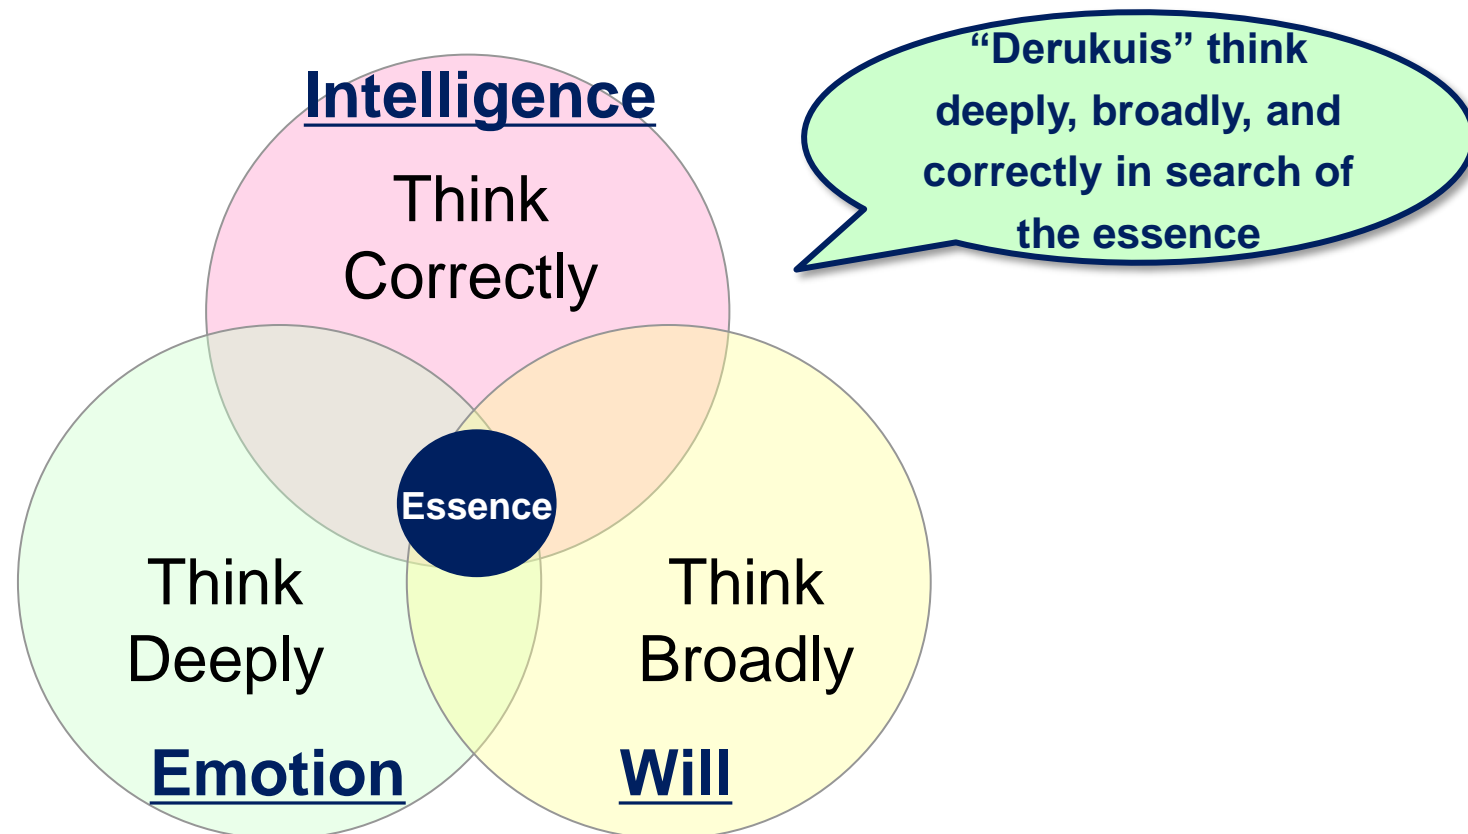 Intelligence
Think
Correctly
“Derukuis” think
deeply, broadly, and
correctly in search of
the essence
Essence
Think
Deeply
Emotion
Think
Broadly
Will